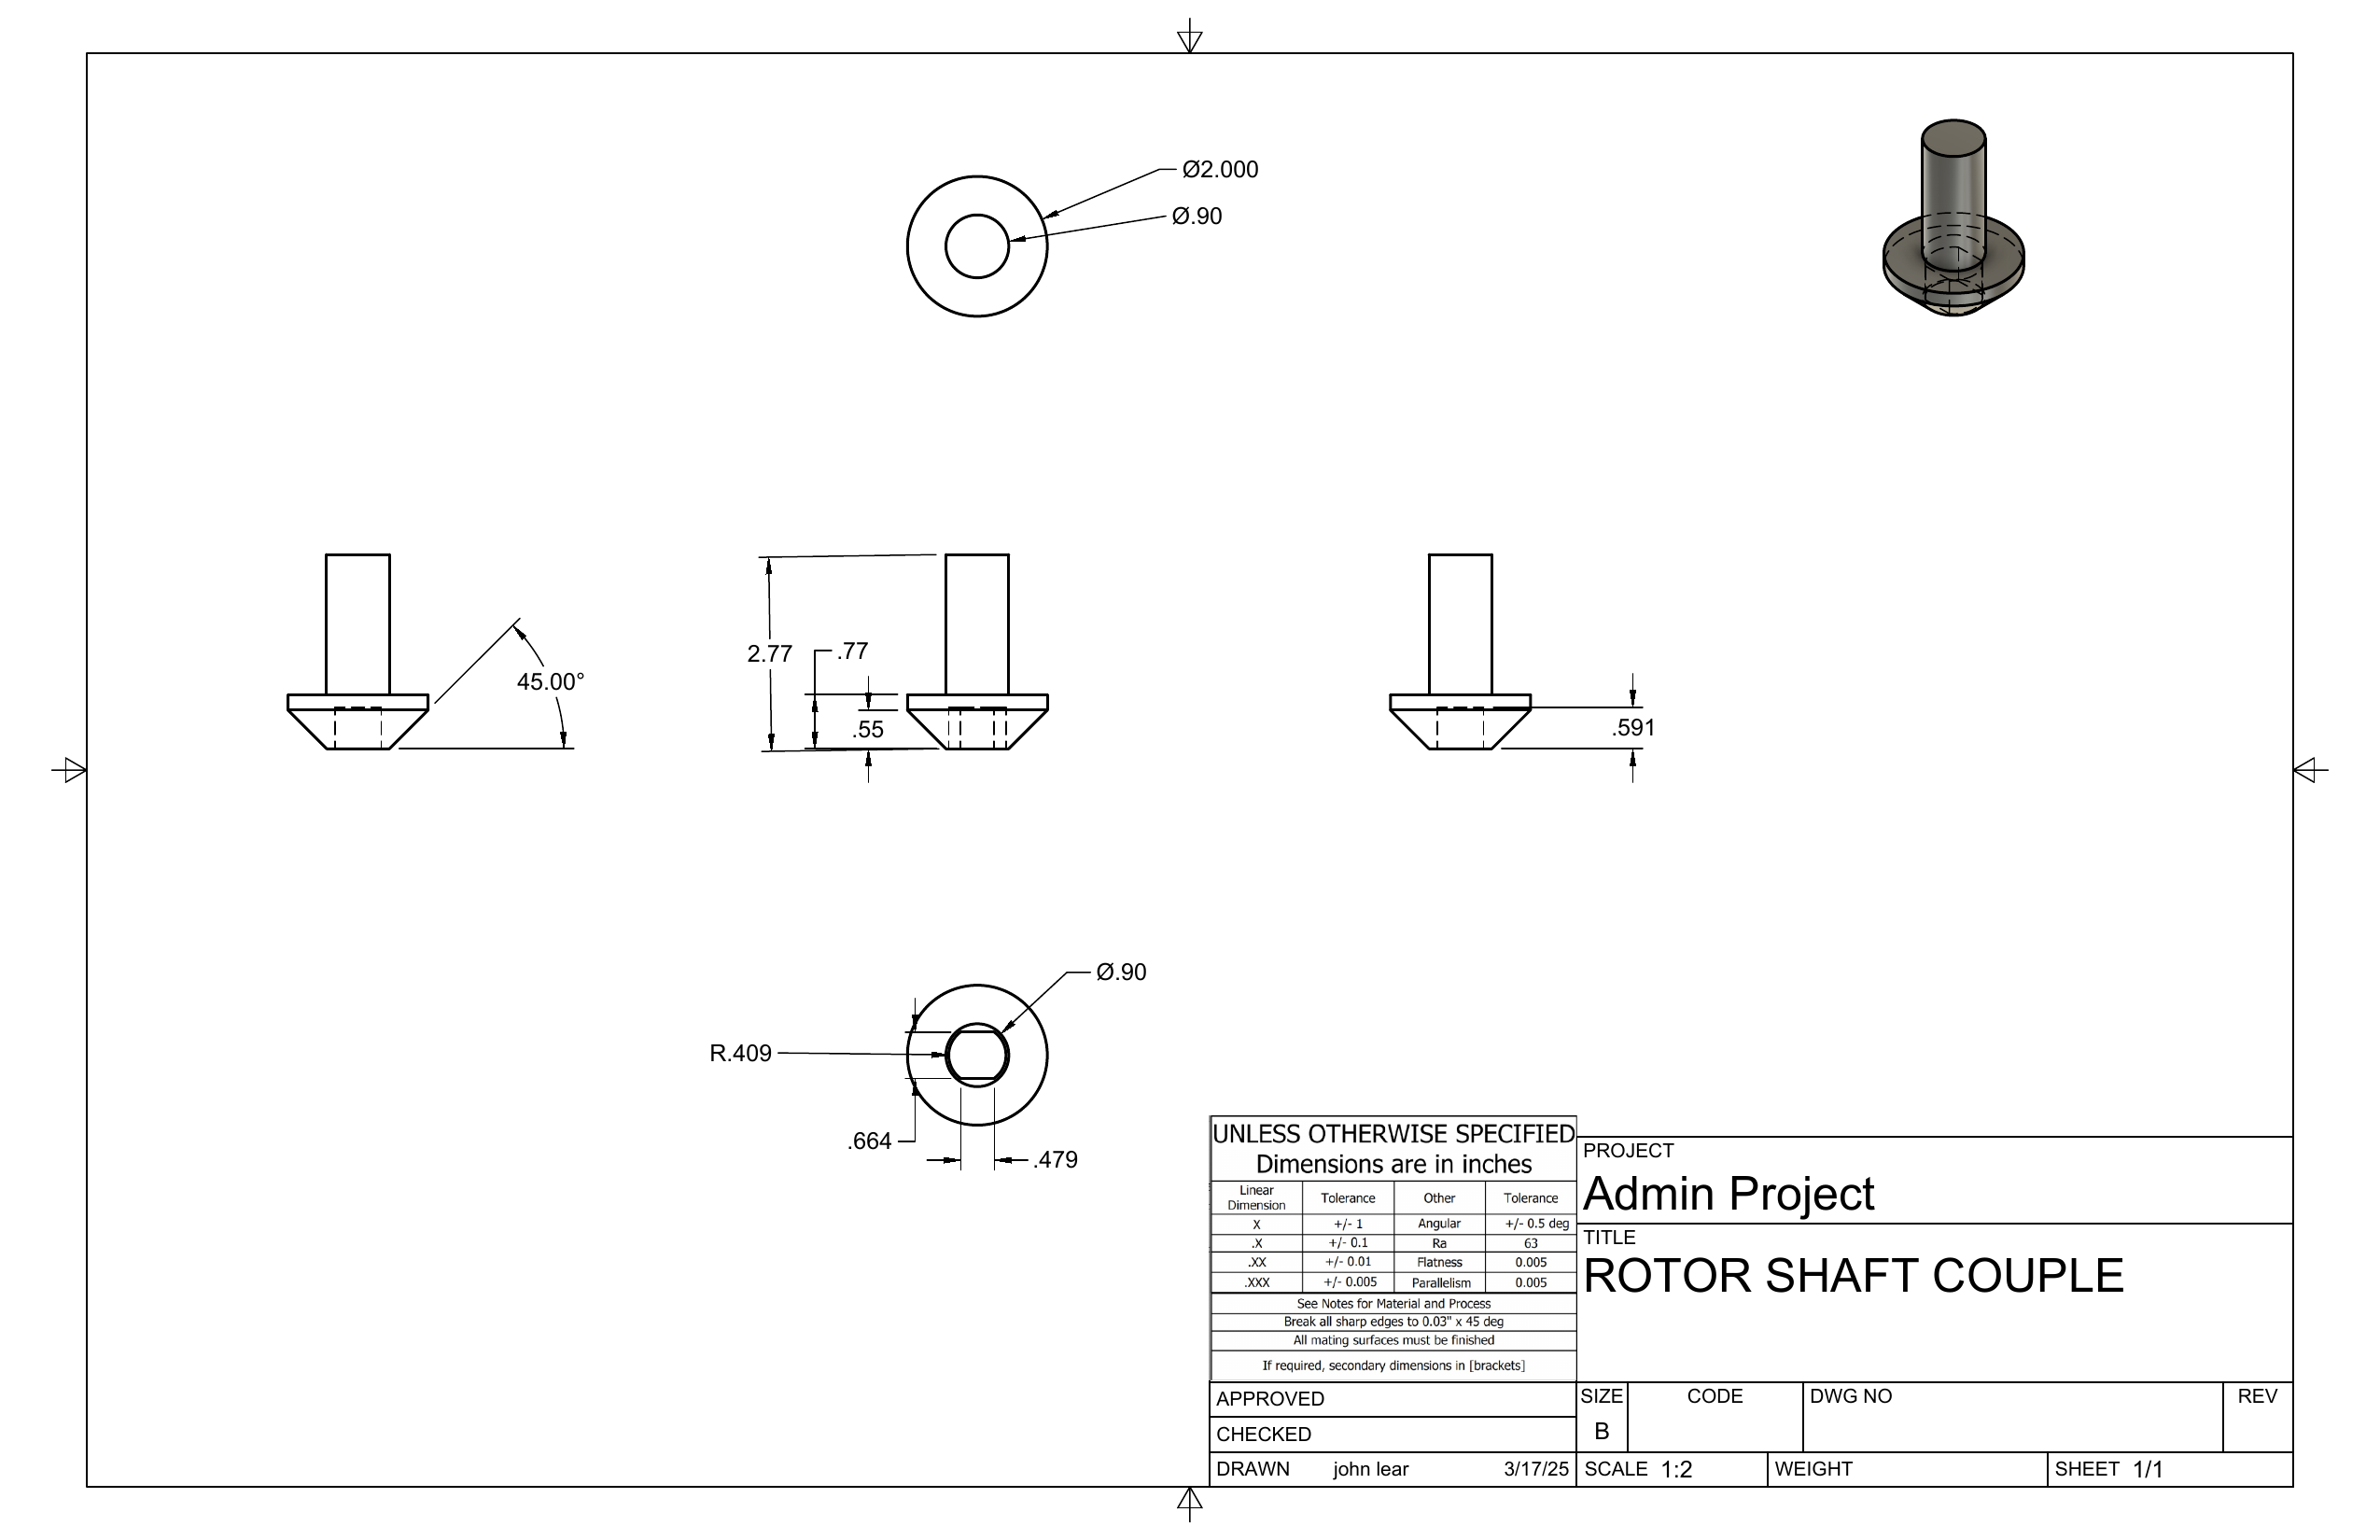 Ø2.000
Ø.90
45.00°
2.77
.77
.55
.591
Ø.90
R.409
.664
.479
UNLESS OTHERWISE SPECIFIED
Dimensions are in inches
Linear Dimension Tolerance Other Tolerance
X +/- 1 Angular +/- 0.5 deg
.X +/- 0.1 Ra 63
.XX +/- 0.01 Flatness 0.005
.XXX +/- 0.005 Parallelism 0.005
See Notes for Material and Process
Break all sharp edges to 0.03" x 45 deg
All mating surfaces must be finished
If required, secondary dimensions in [brackets]
PROJECT
Admin Project
TITLE
ROTOR SHAFT COUPLE
APPROVED
CHECKED
DRAWN john lear 3/17/25
SIZE CODE DWG NO REV
B
SCALE 1:2 WEIGHT SHEET 1/1